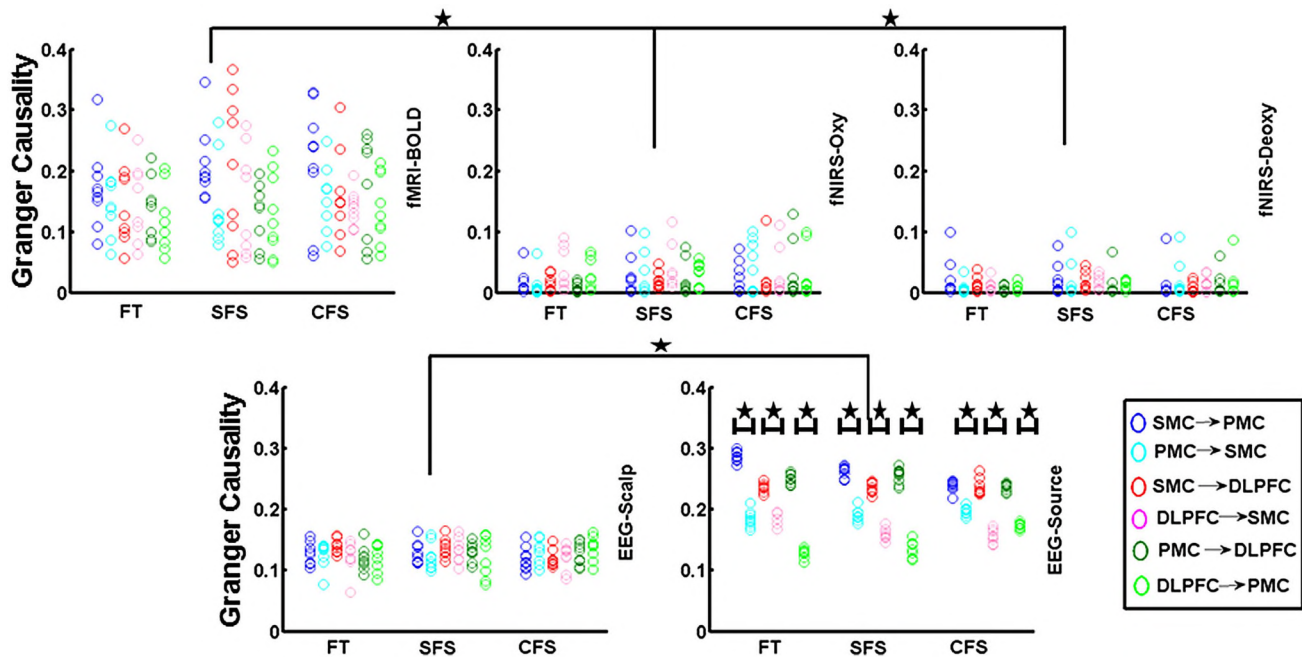 ★ ★
0.4 0.3 0.2 0.1 0
Granger Causality
FT SFS CFS
fMRI-BOLD
0.4 0.3 0.2 0.1 0
FT SFS CFS
fNIRS-Oxy
0.4 0.3 0.2 0.1 0
FT SFS CFS
fNIRS-Deoxy
★
0.4 0.3 0.2 0.1 0
Granger Causality
FT SFS CFS
EEG-Scalp
0.4 0.3 0.2 0.1 0
★ ★ ★ ★ ★ ★ ★ ★ ★
FT SFS CFS
EEG-Source
SMC→PMC
PMC→SMC
SMC→DLPFC
DLPFC→SMC
PMC→DLPFC
DLPFC→PMC